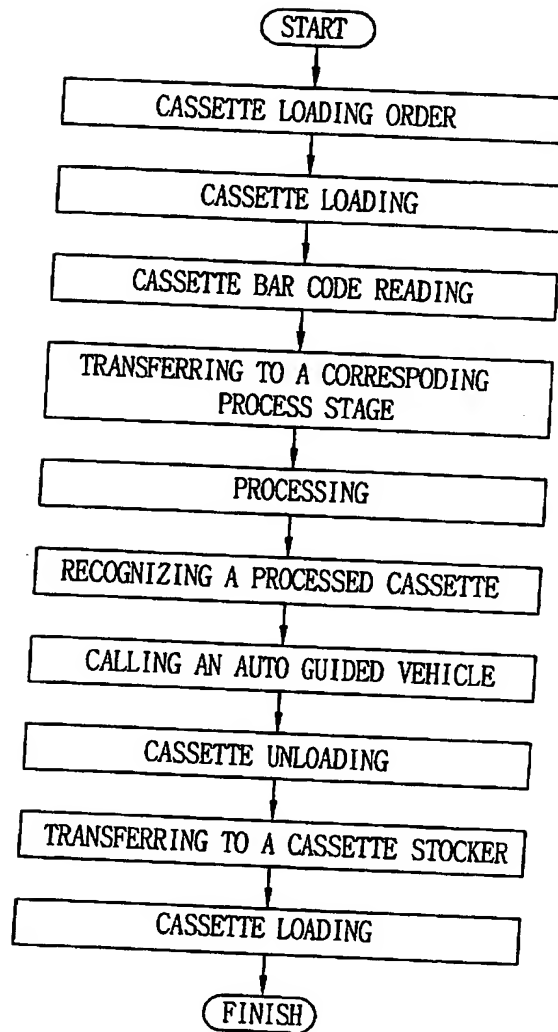 START
CASSETTE LOADING ORDER
CASSETTE LOADING
CASSETTE BAR CODE READING
TRANSFERRING TO A CORRESPODING
PROCESS STAGE
PROCESSING
RECOGNIZING A PROCESSED CASSETTE
CALLING AN AUTO GUIDED VEHICLE
CASSETTE UNLOADING
TRANSFERRING TO A CASSETTE STOCKER
CASSETTE LOADING
FINISH